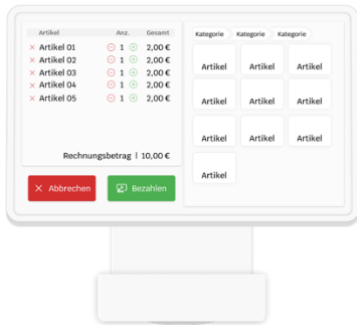 Artikel Anz. Gesamt
× Artikel 01 1 2,00 €
× Artikel 02 1 2,00 €
× Artikel 03 1 2,00 €
× Artikel 04 1 2,00 €
× Artikel 05 1 2,00 €
Rechnungsbetrag | 10,00 €
× Abbrechen Bezahlen
Kategorie Kategorie Kategorie
Artikel Artikel Artikel
Artikel Artikel Artikel
Artikel Artikel Artikel
Artikel